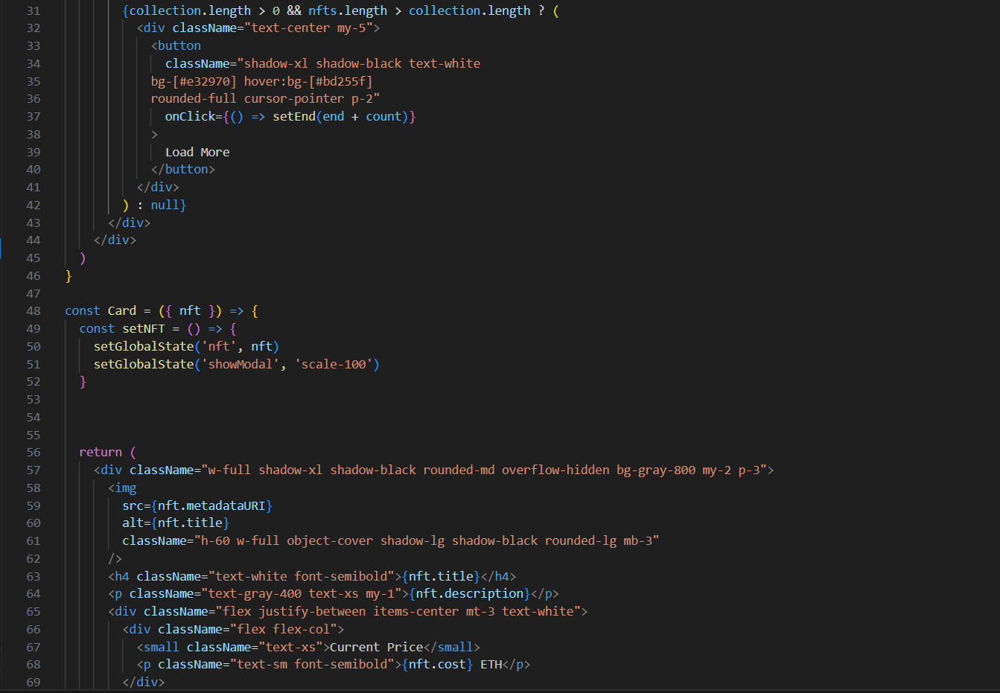 31 {collection.length > 0 && nfts.length > collection.length ? (
32 <div className="text-center my-5">
33 <button
34 className="shadow-xl shadow-black text-white
35 bg-[#e32970] hover:bg-[#bd255f]
36 rounded-full cursor-pointer p-2"
37 onClick={() => setEnd(end + count)}
38 >
39 Load More
40 </button>
41 </div>
42 ) : null}
43 </div>
44 </div>
45 )
46 }
47
48 const Card = ({ nft }) => {
49 const setNFT = () => {
50 setGlobalState('nft', nft)
51 setGlobalState('showModal', 'scale-100')
52 }
53
54
55
56 return (
57 <div className="w-full shadow-xl shadow-black rounded-md overflow-hidden bg-gray-800 my-2 p-3">
58 <img
59 src={nft.metadataURI}
60 alt={nft.title}
61 className="h-60 w-full object-cover shadow-lg shadow-black rounded-lg mb-3"
62 />
63 <h4 className="text-white font-semibold">{nft.title}</h4>
64 <p className="text-gray-400 text-xs my-1">{nft.description}</p>
65 <div className="flex justify-between items-center mt-3 text-white">
66 <div className="flex flex-col">
67 <small className="text-xs">Current Price</small>
68 <p className="text-sm font-semibold">{nft.cost} ETH</p>
69 </div>